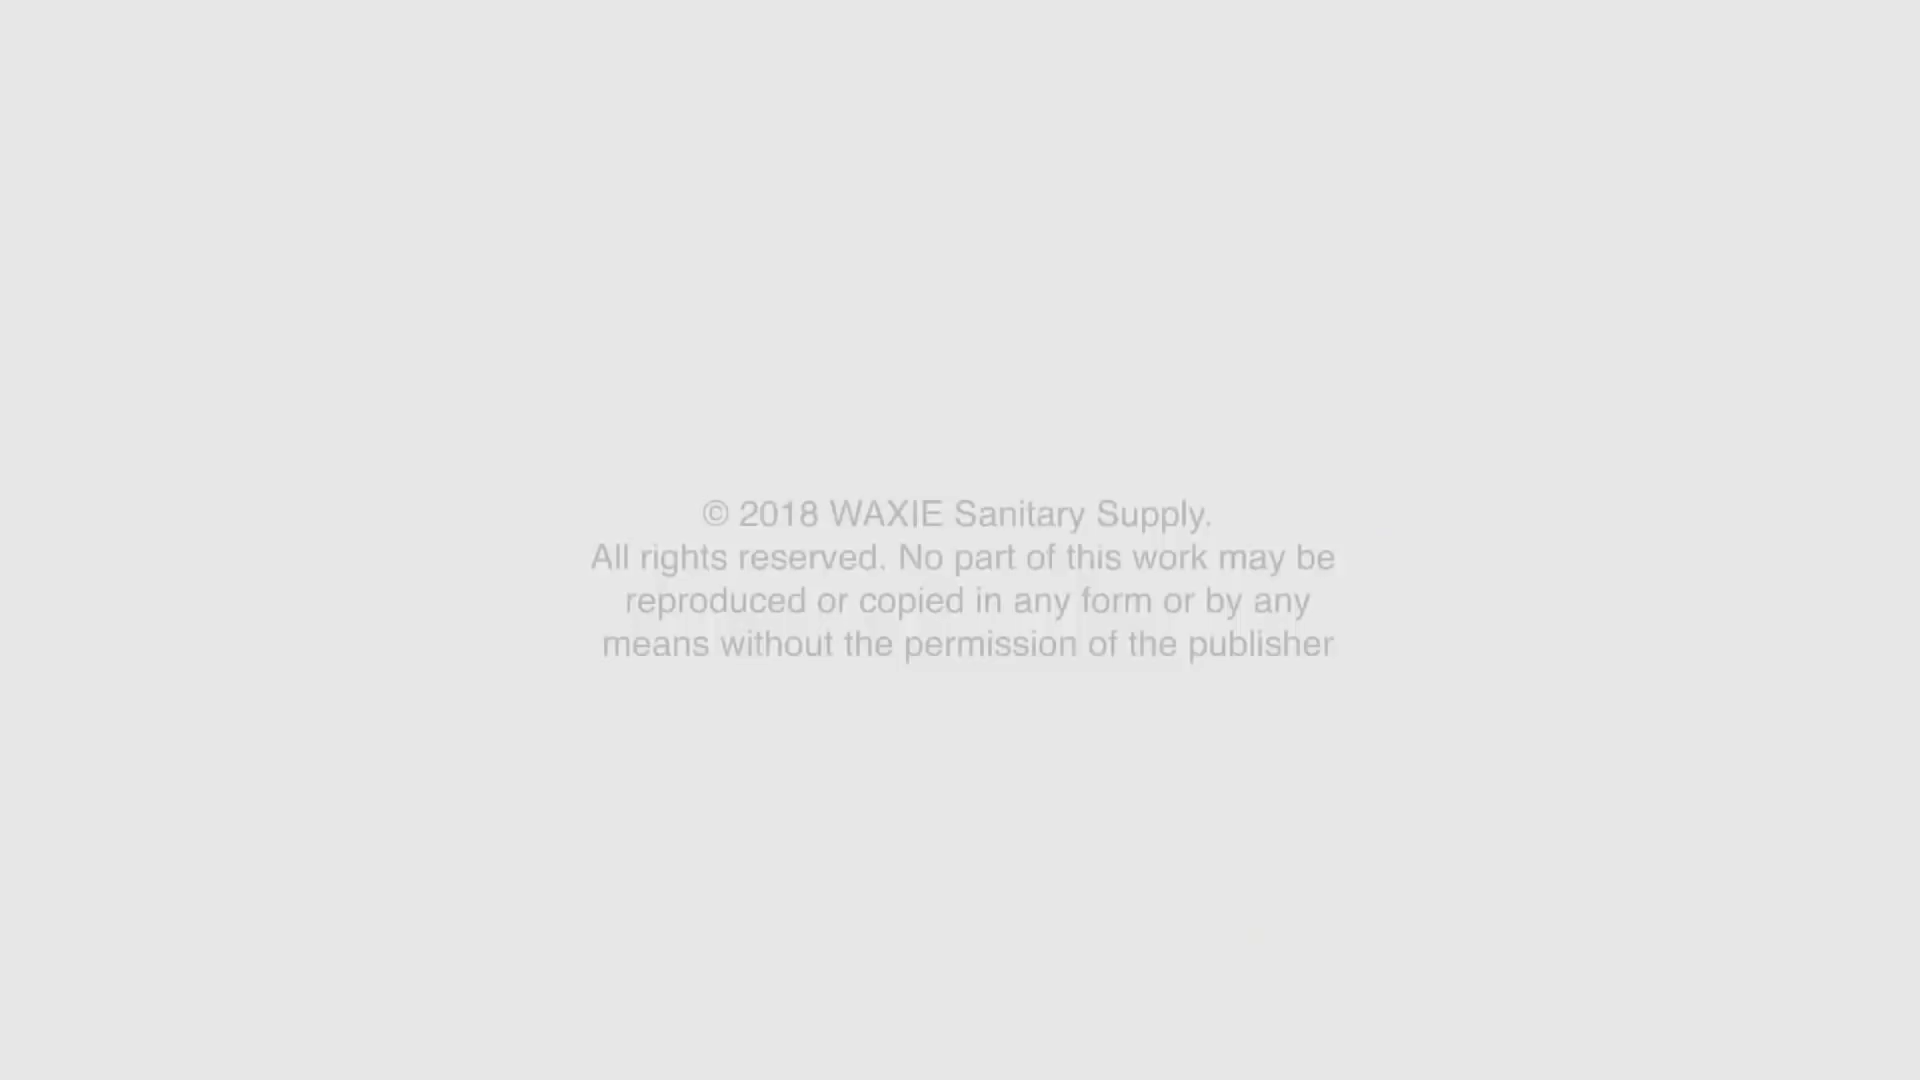 © 2018 WAXIE Sanitary Supply.
All rights reserved. No part of this work may be
reproduced or copied in any form or by any
means without the permission of the publisher